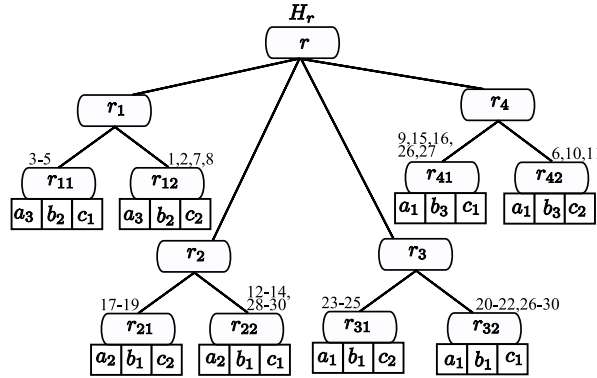 H_r
r
r_1
r_4
3-5
1,2,7,8
9,15,16,
26,27
6,10,11
r_11
r_12
r_41
r_42
a_3 b_2 c_1
a_3 b_2 c_2
a_1 b_3 c_1
a_1 b_3 c_2
r_2
r_3
17-19
12-14,
28-30
23-25
20-22,26-30
r_21
r_22
r_31
r_32
a_2 b_1 c_2
a_2 b_1 c_1
a_1 b_1 c_2
a_1 b_1 c_1